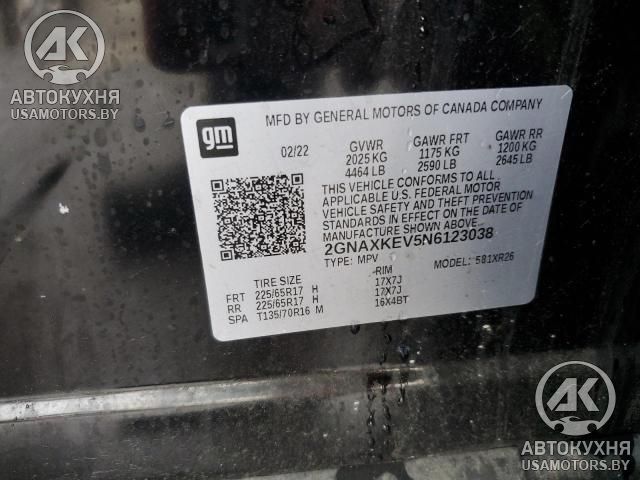 AK
АВТОКУХНЯ
USAMOTORS.BY
gm
MFD BY GENERAL MOTORS OF CANADA COMPANY
02/22
GVWR GAWR FRT GAWR RR
2025 KG 1175 KG 1200 KG
4464 LB 2590 LB 2645 LB
THIS VEHICLE CONFORMS TO ALL
APPLICABLE U.S. FEDERAL MOTOR
VEHICLE SAFETY AND THEFT PREVENTION
STANDARDS IN EFFECT ON THE DATE OF
MANUFACTURE SHOWN ABOVE.
2GNAXKEV5N6123038
TYPE: MPV MODEL: 581XR26
TIRE SIZE RIM
FRT 225/65R17 H 17X7J
RR 225/65R17 H 17X7J
SPA T135/70R16 M 16X4BT
AK
АВТОКУХНЯ
USAMOTORS.BY